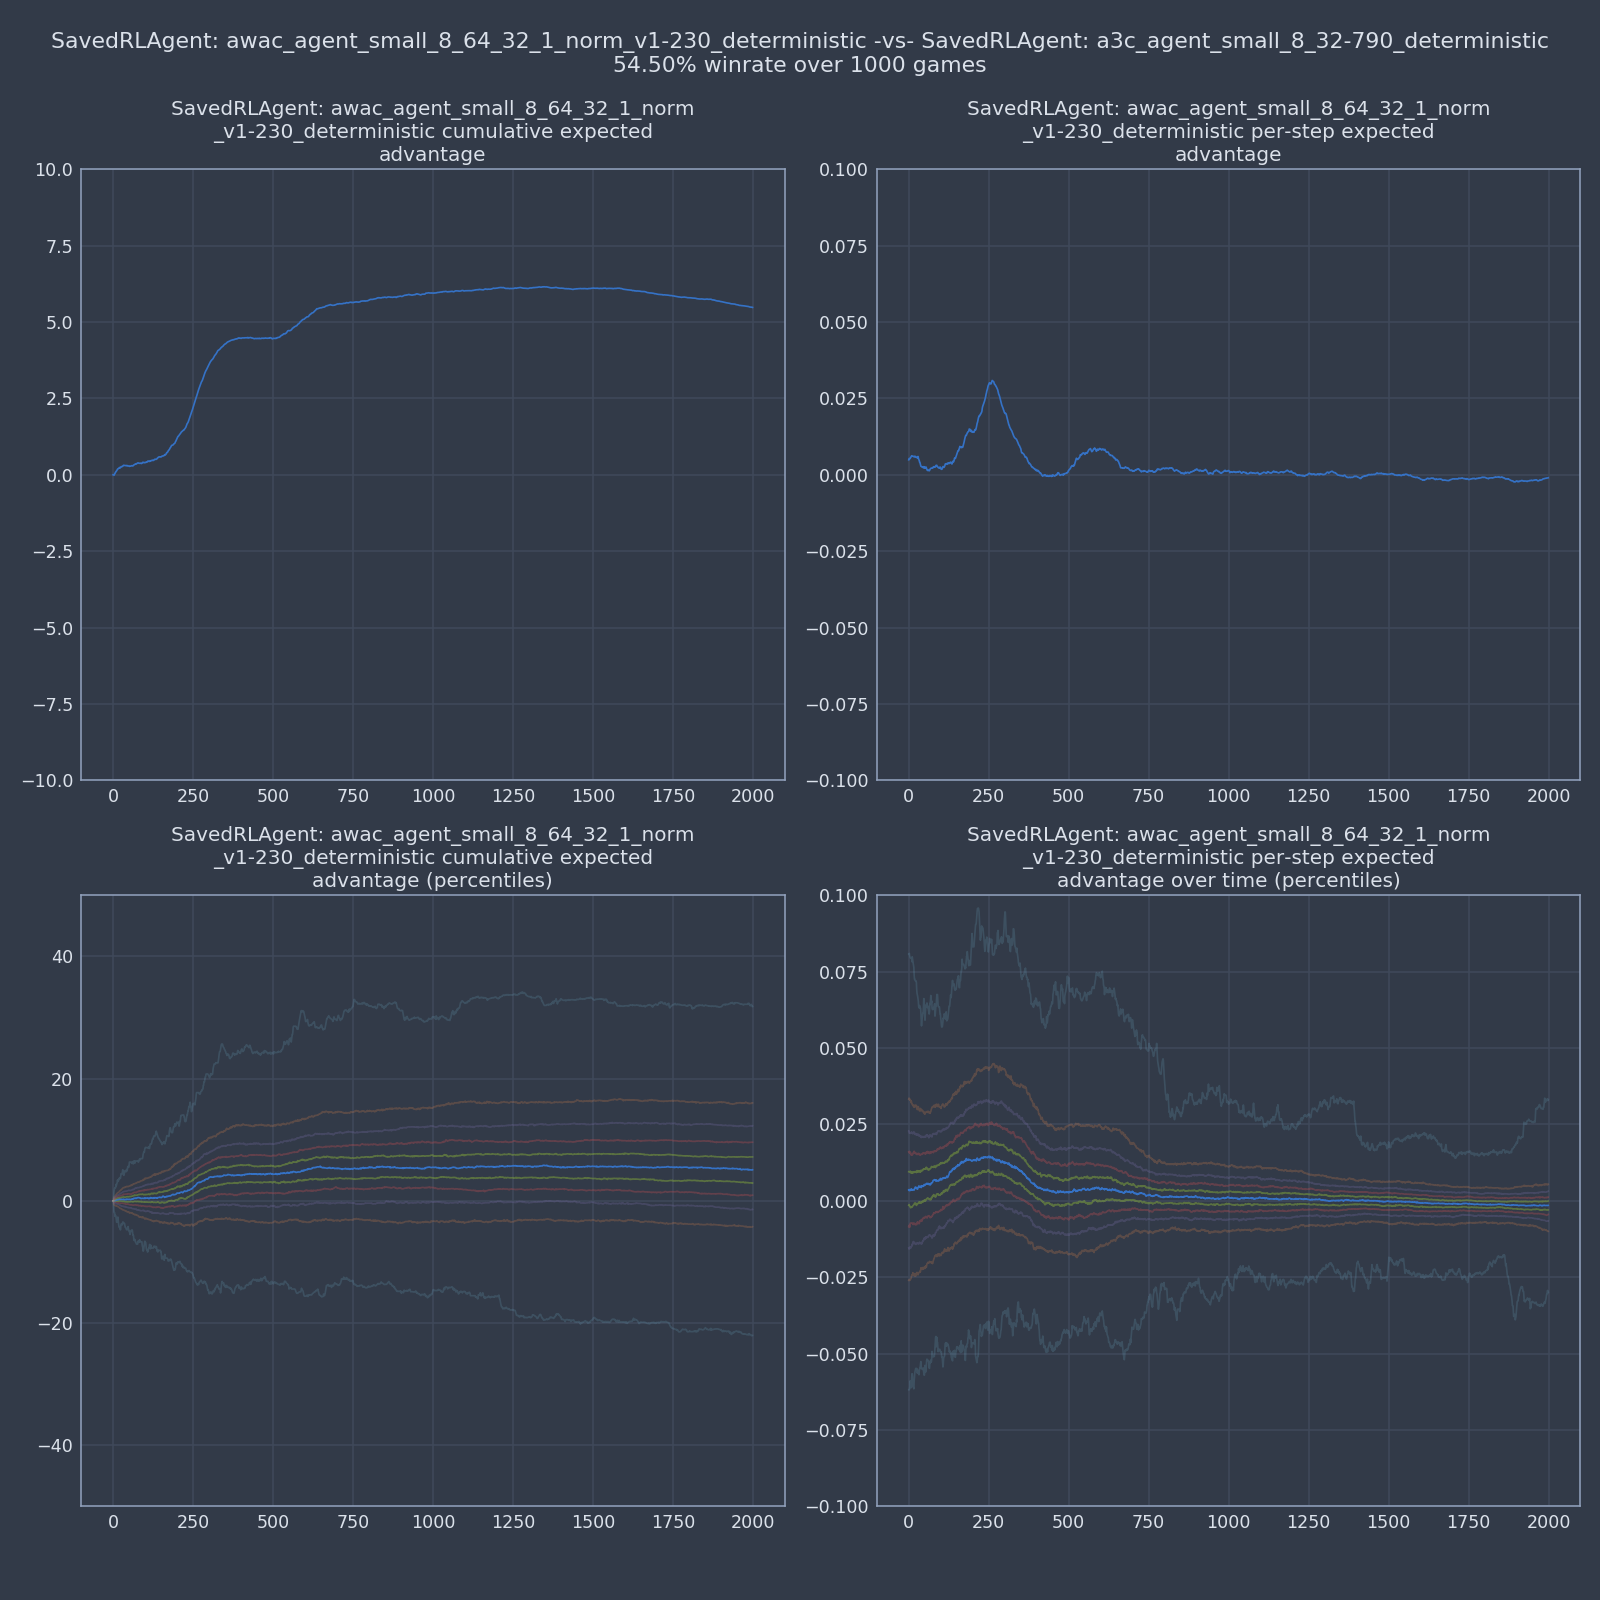 SavedRLAgent: awac_agent_small_8_64_32_1_norm_v1-230_deterministic -vs- SavedRLAgent: a3c_agent_small_8_32-790_deterministic
54.50% winrate over 1000 games
SavedRLAgent: awac_agent_small_8_64_32_1_norm
_v1-230_deterministic cumulative expected
advantage
10.0
7.5
5.0
2.5
0.0
−2.5
−5.0
−7.5
−10.0
0 250 500 750 1000 1250 1500 1750 2000
SavedRLAgent: awac_agent_small_8_64_32_1_norm
_v1-230_deterministic per-step expected
advantage
0.100
0.075
0.050
0.025
0.000
−0.025
−0.050
−0.075
−0.100
0 250 500 750 1000 1250 1500 1750 2000
SavedRLAgent: awac_agent_small_8_64_32_1_norm
_v1-230_deterministic cumulative expected
advantage (percentiles)
40
20
0
−20
−40
0 250 500 750 1000 1250 1500 1750 2000
SavedRLAgent: awac_agent_small_8_64_32_1_norm
_v1-230_deterministic per-step expected
advantage over time (percentiles)
0.100
0.075
0.050
0.025
0.000
−0.025
−0.050
−0.075
−0.100
0 250 500 750 1000 1250 1500 1750 2000